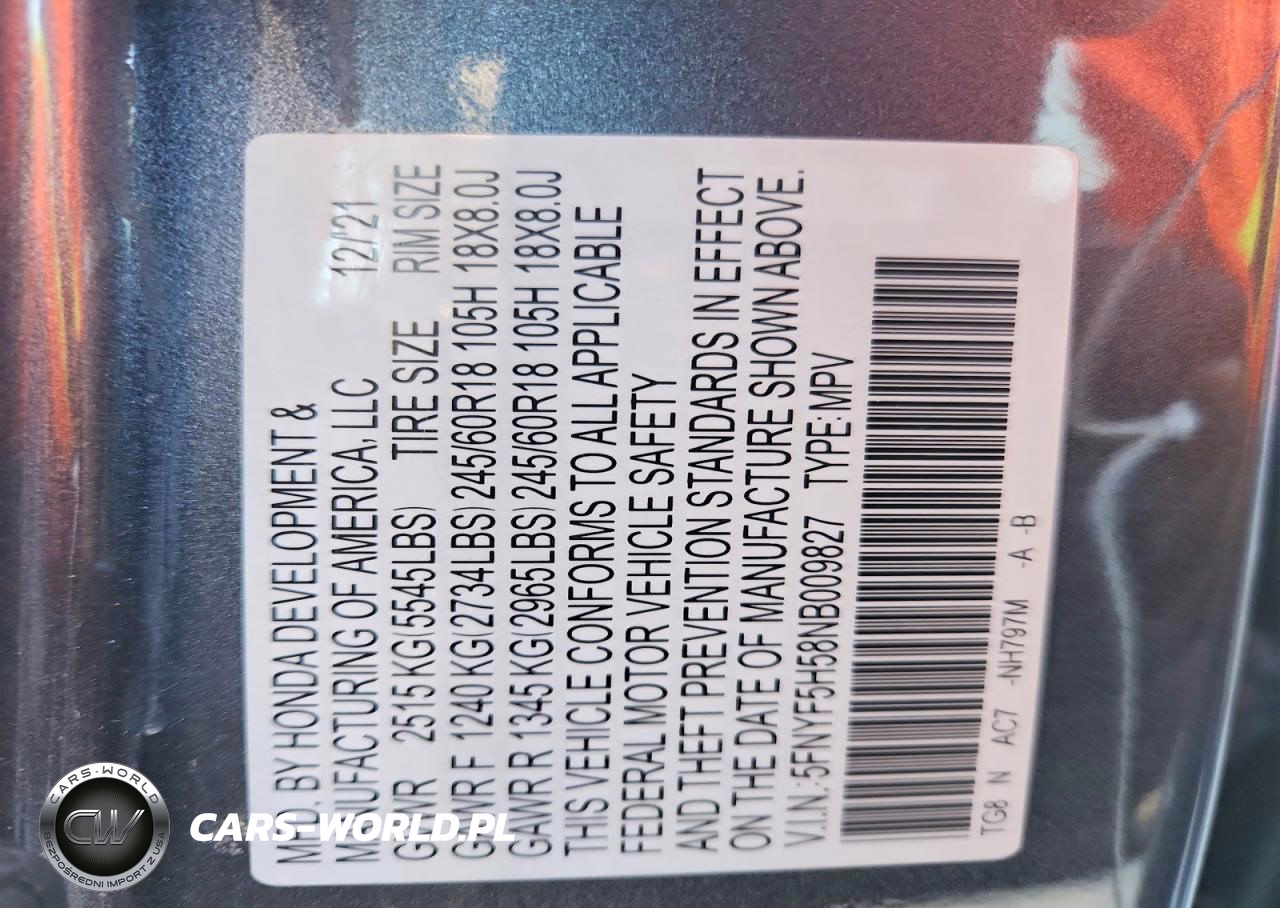 MFD. BY HONDA DEVELOPMENT &
MANUFACTURING OF AMERICA, LLC 12/21
GVWR 2515 KG(5545LBS) TIRE SIZE RIM SIZE
GAWR F 1240 KG(2734LBS) 245/60R18 105H 18X8.0J
GAWR R 1345 KG(2965LBS) 245/60R18 105H 18X8.0J
THIS VEHICLE CONFORMS TO ALL APPLICABLE
FEDERAL MOTOR VEHICLE SAFETY
AND THEFT PREVENTION STANDARDS IN EFFECT
ON THE DATE OF MANUFACTURE SHOWN ABOVE.
V.I.N.:5FNYF5H58NB009827 TYPE: MPV
TG8 N AC7 -NH797M -A -B
CARS-WORLD
CW
BEZPOŚREDNI IMPORT Z USA
CARS-WORLD.PL